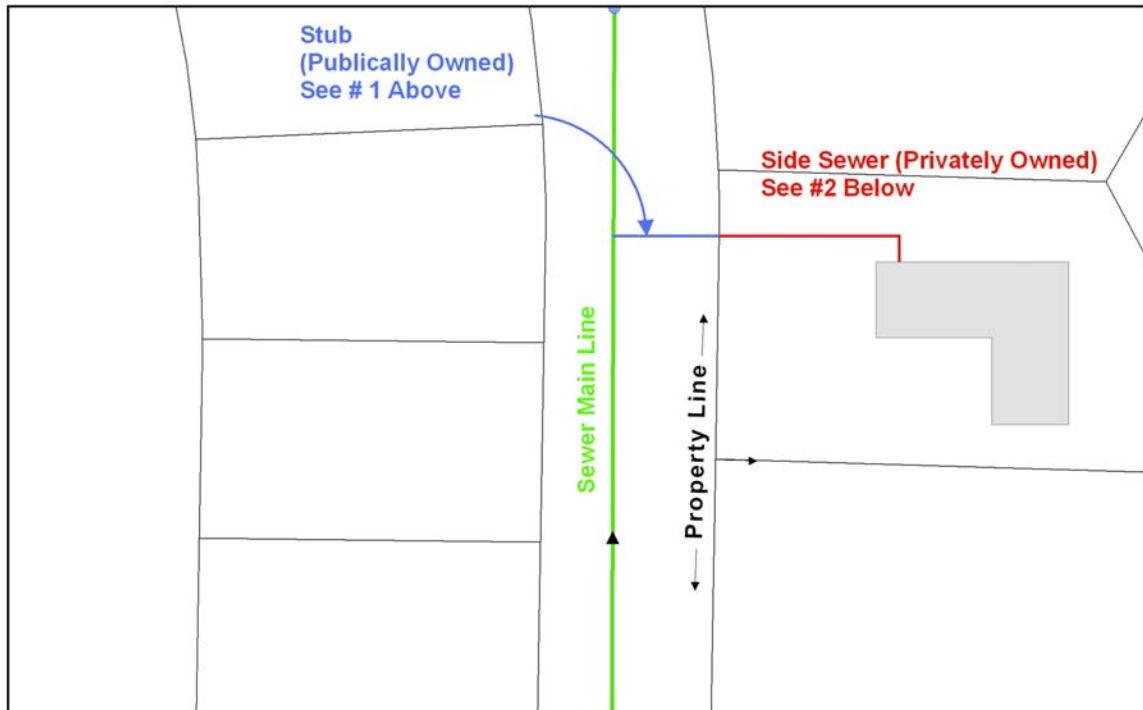 Stub
(Publically Owned)
See # 1 Above
Side Sewer (Privately Owned)
See #2 Below
Sewer Main Line
Property Line